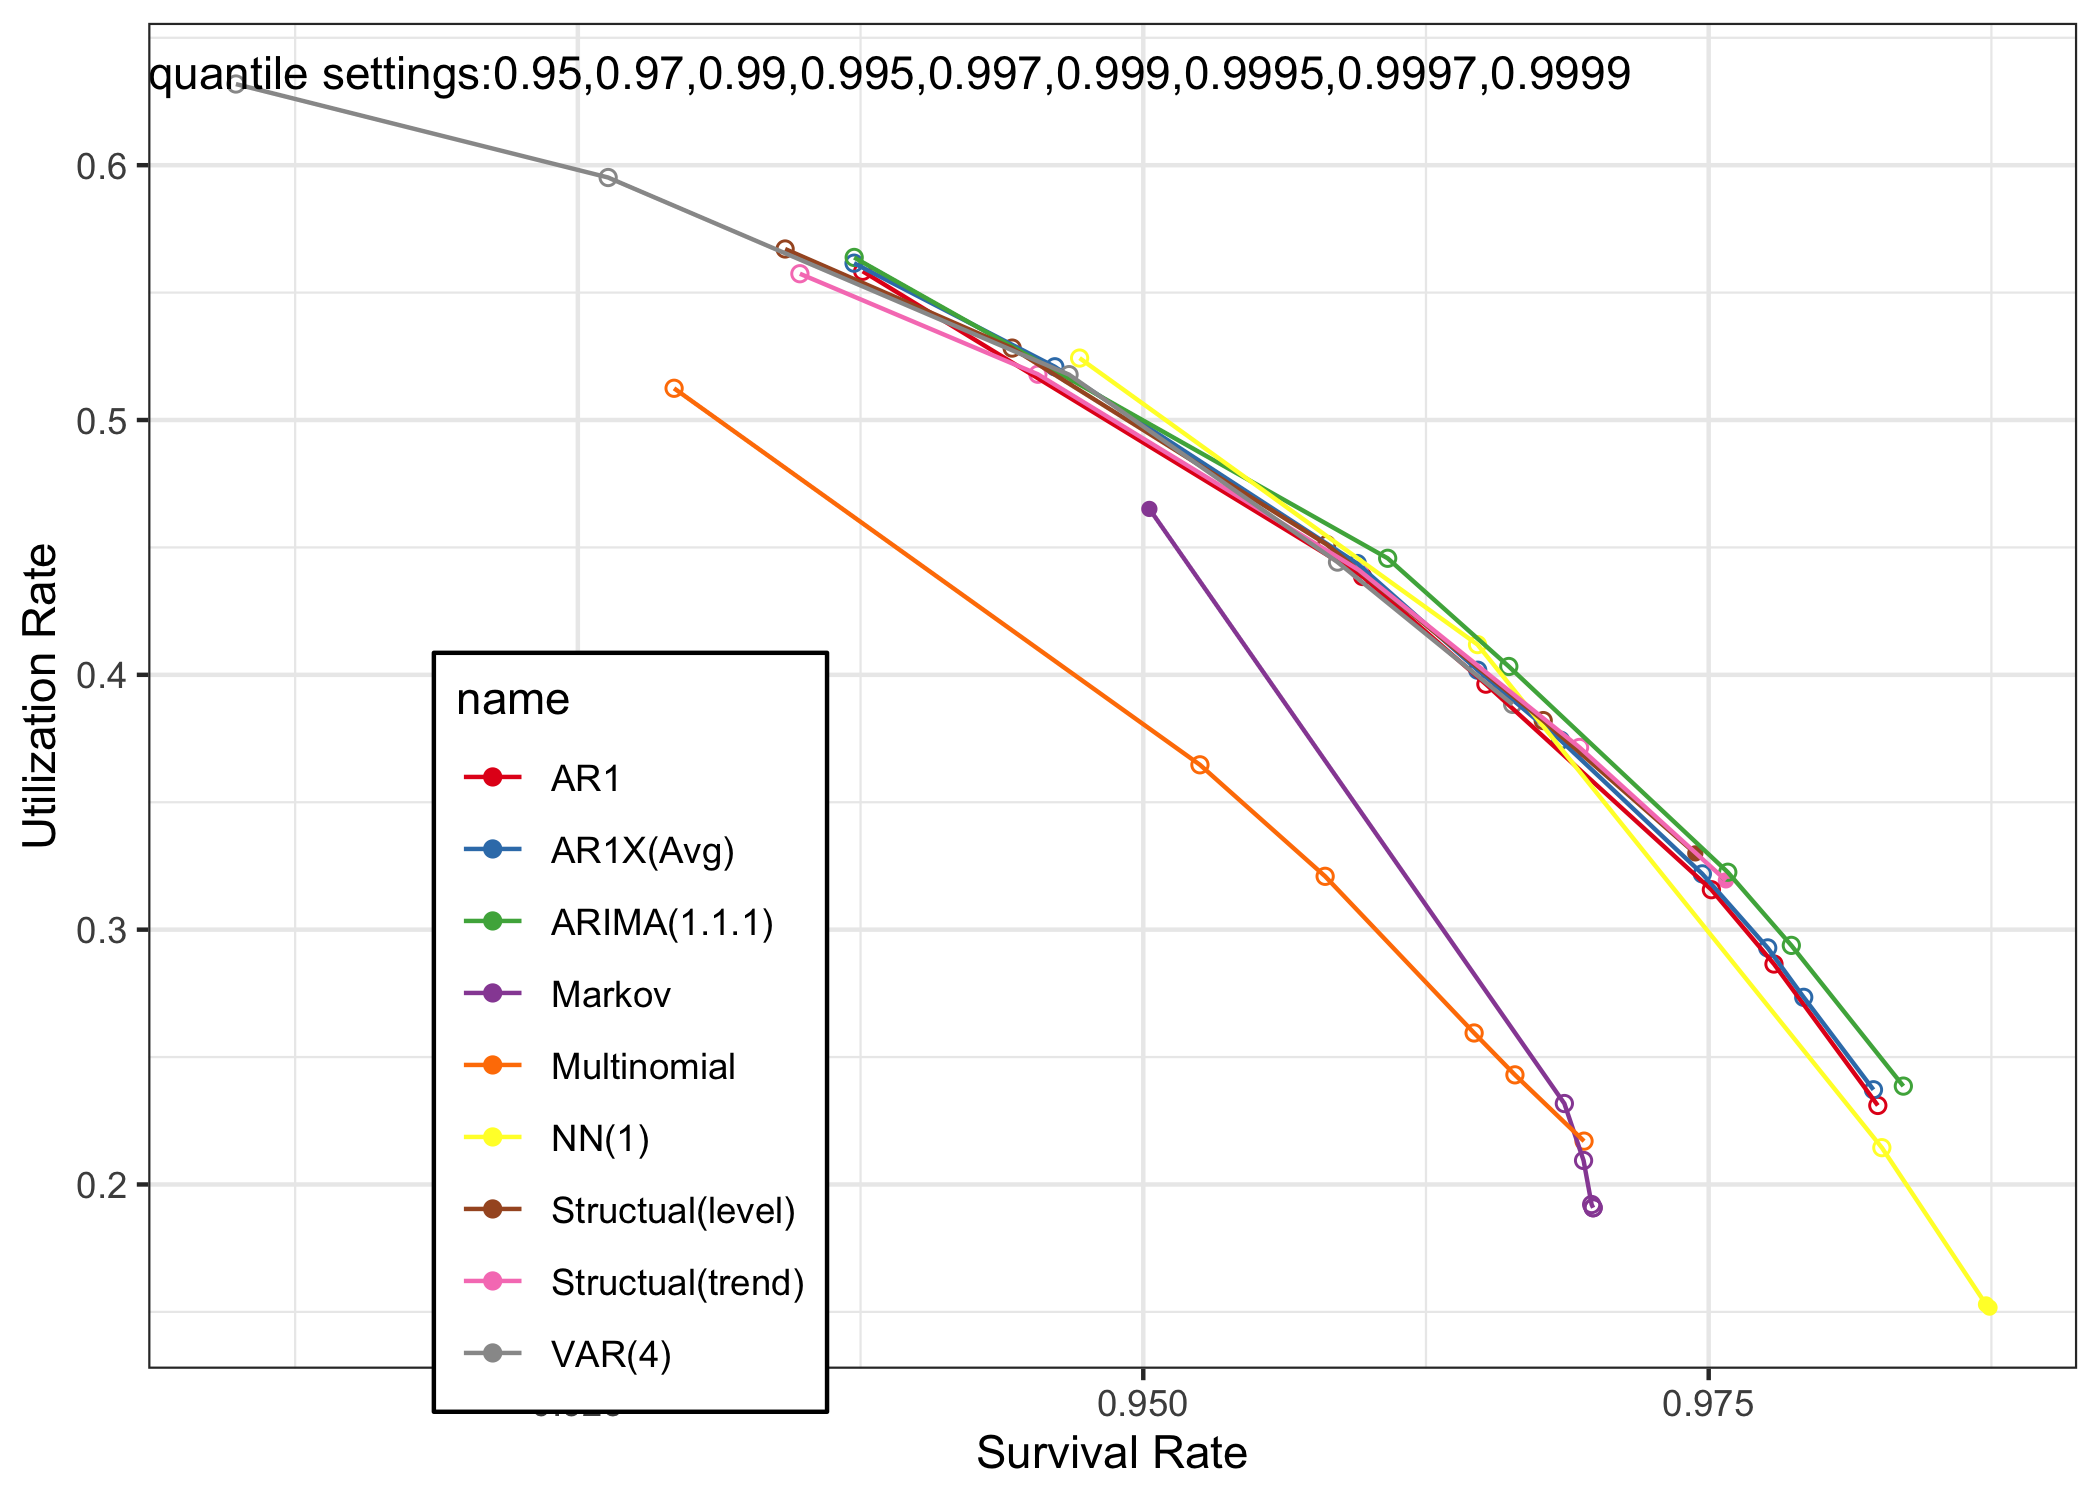 quantile settings:0.95,0.97,0.99,0.995,0.997,0.999,0.9995,0.9997,0.9999
0.6
0.5
0.4
0.3
0.2
Utilization Rate
name
AR1
AR1X(Avg)
ARIMA(1.1.1)
Markov
Multinomial
NN(1)
Structual(level)
Structual(trend)
VAR(4)
0.950
0.975
Survival Rate